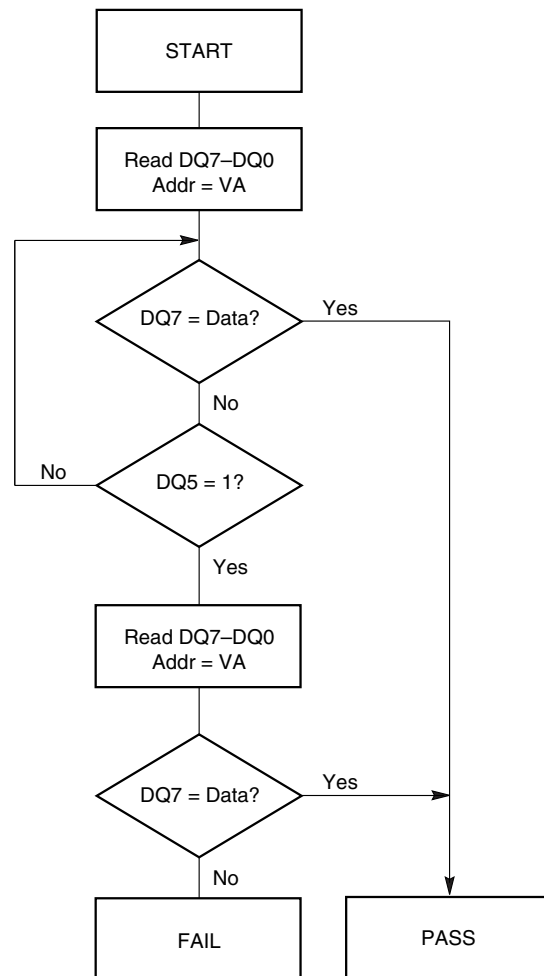 START
Read DQ7–DQ0
Addr = VA
DQ7 = Data?
Yes
No
No
DQ5 = 1?
Yes
Read DQ7–DQ0
Addr = VA
DQ7 = Data?
Yes
No
FAIL
PASS